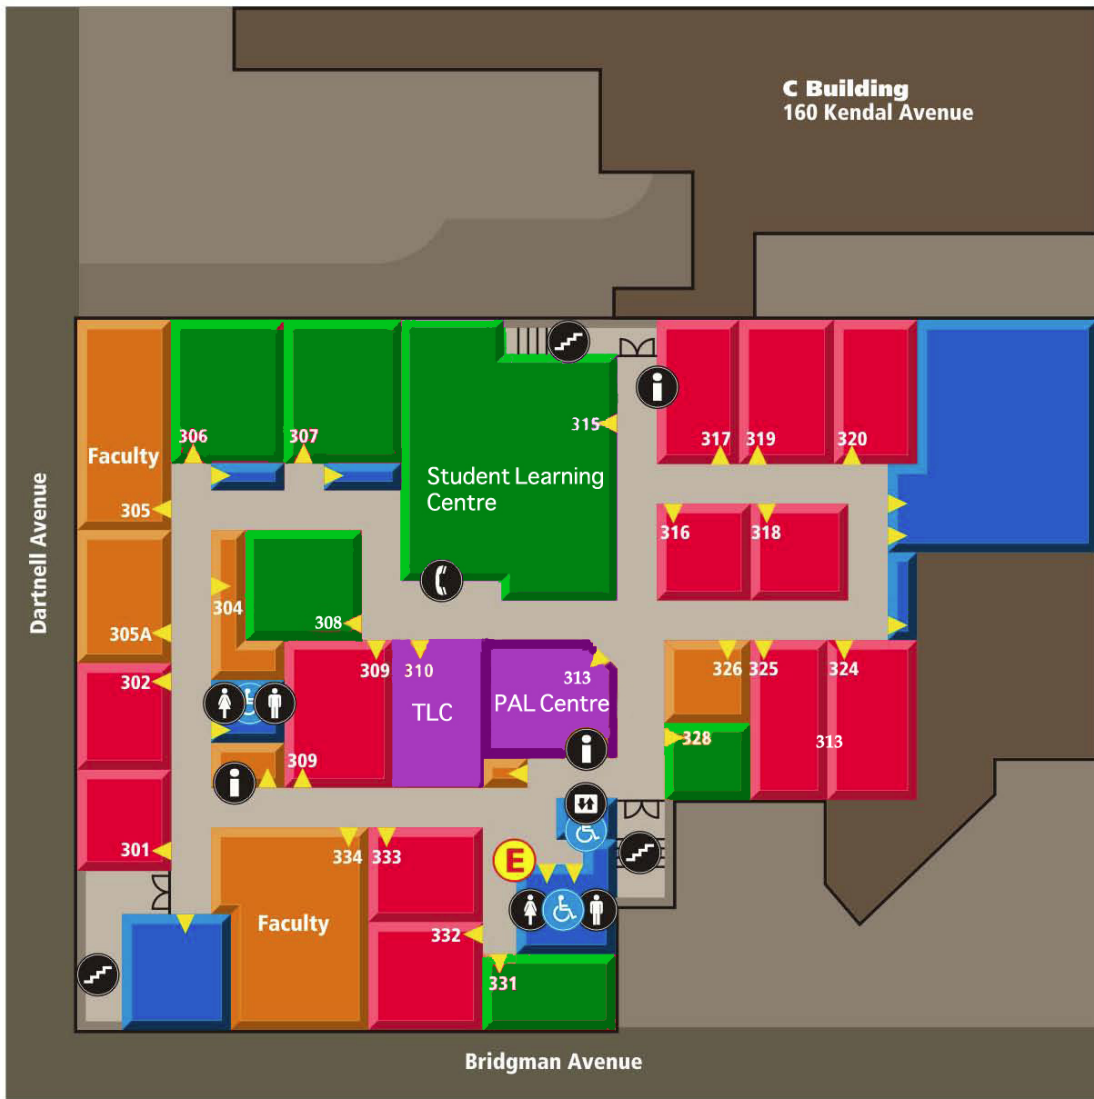 C Building
160 Kendal Avenue
306
307
315
317
319
320
Faculty
Student Learning
Centre
305
316
318
Dartnell Avenue
304
308
305A
302
309
310
313
326
325
324
TLC
PAL Centre
328
313
309
301
334
333
E
Faculty
332
331
Bridgman Avenue